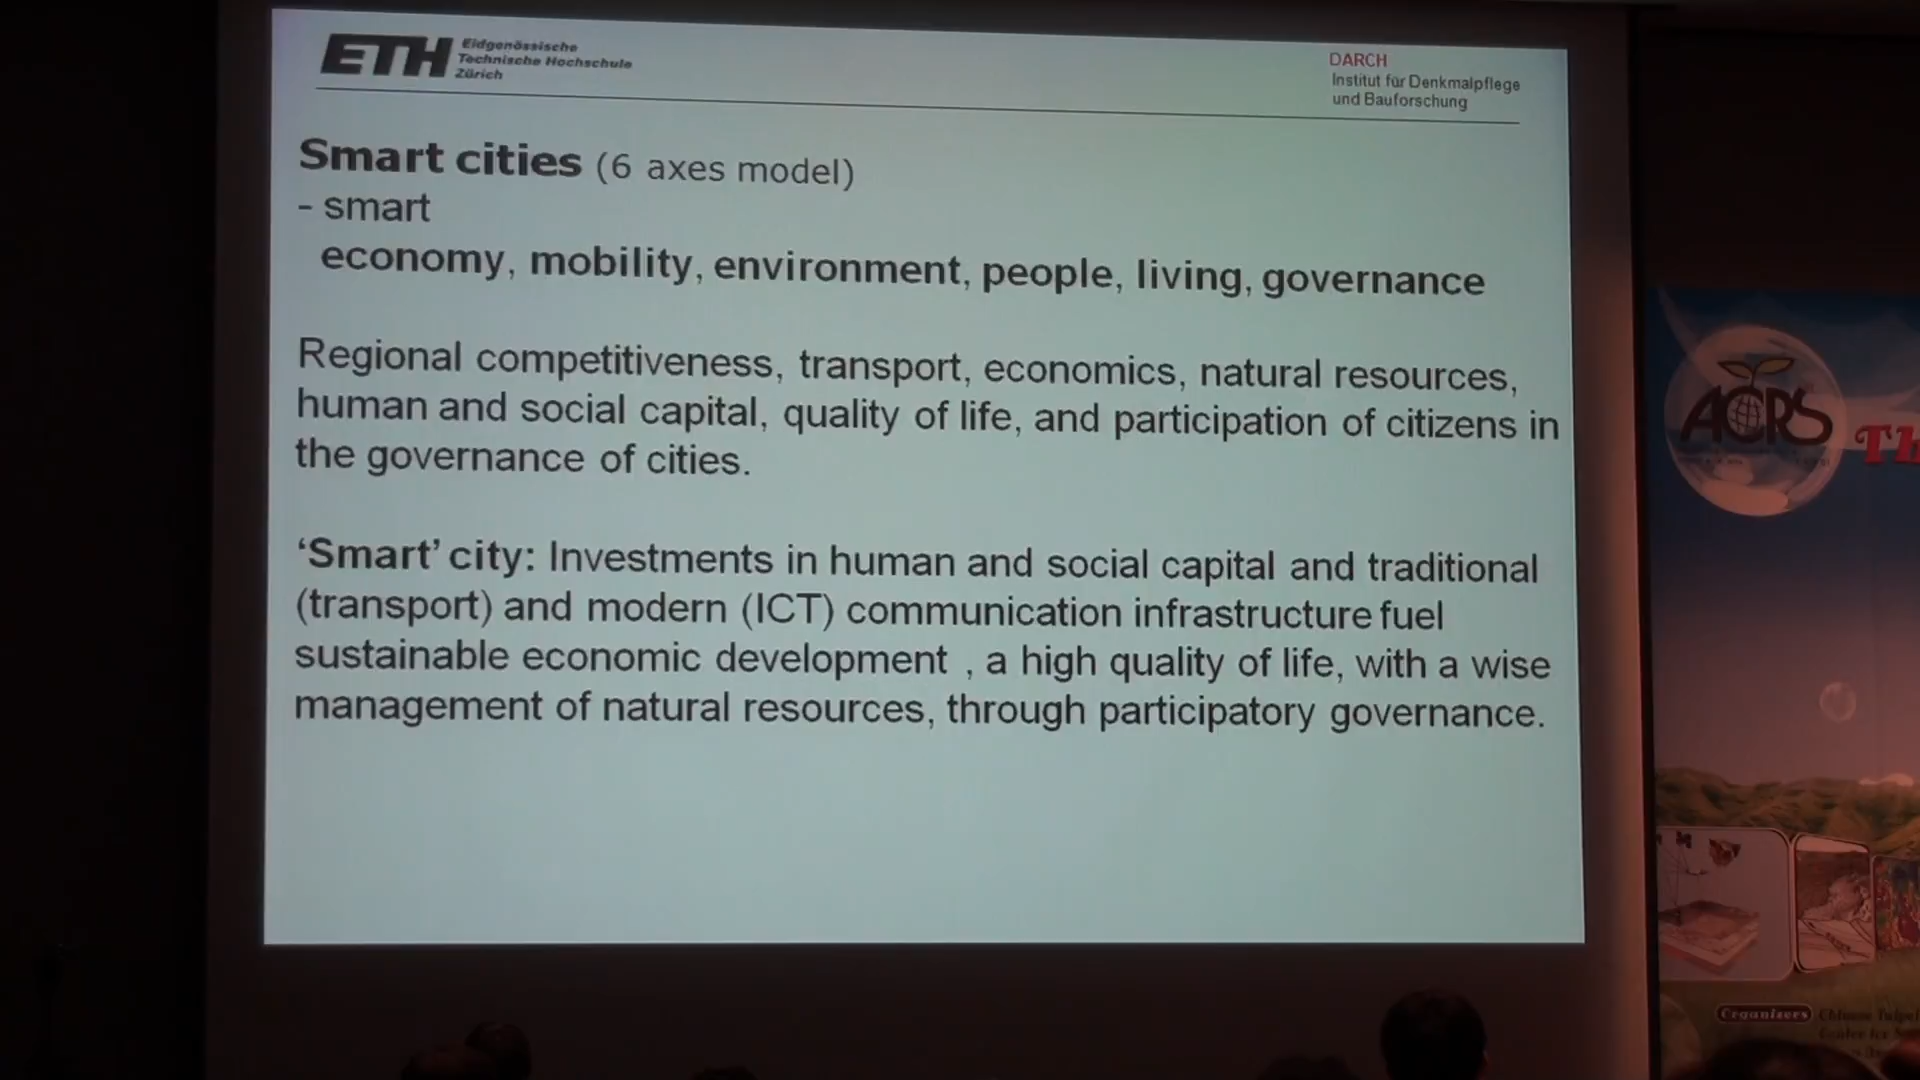 ETH Eidgenössische
Technische Hochschule
Zürich
DARCH
Institut für Denkmalpflege
und Bauforschung
Smart cities (6 axes model)
- smart
economy, mobility, environment, people, living, governance
Regional competitiveness, transport, economics, natural resources,
human and social capital, quality of life, and participation of citizens in
the governance of cities.
‘Smart’ city: Investments in human and social capital and traditional
(transport) and modern (ICT) communication infrastructure fuel
sustainable economic development , a high quality of life, with a wise
management of natural resources, through participatory governance.
ACRS
Th
Organisers